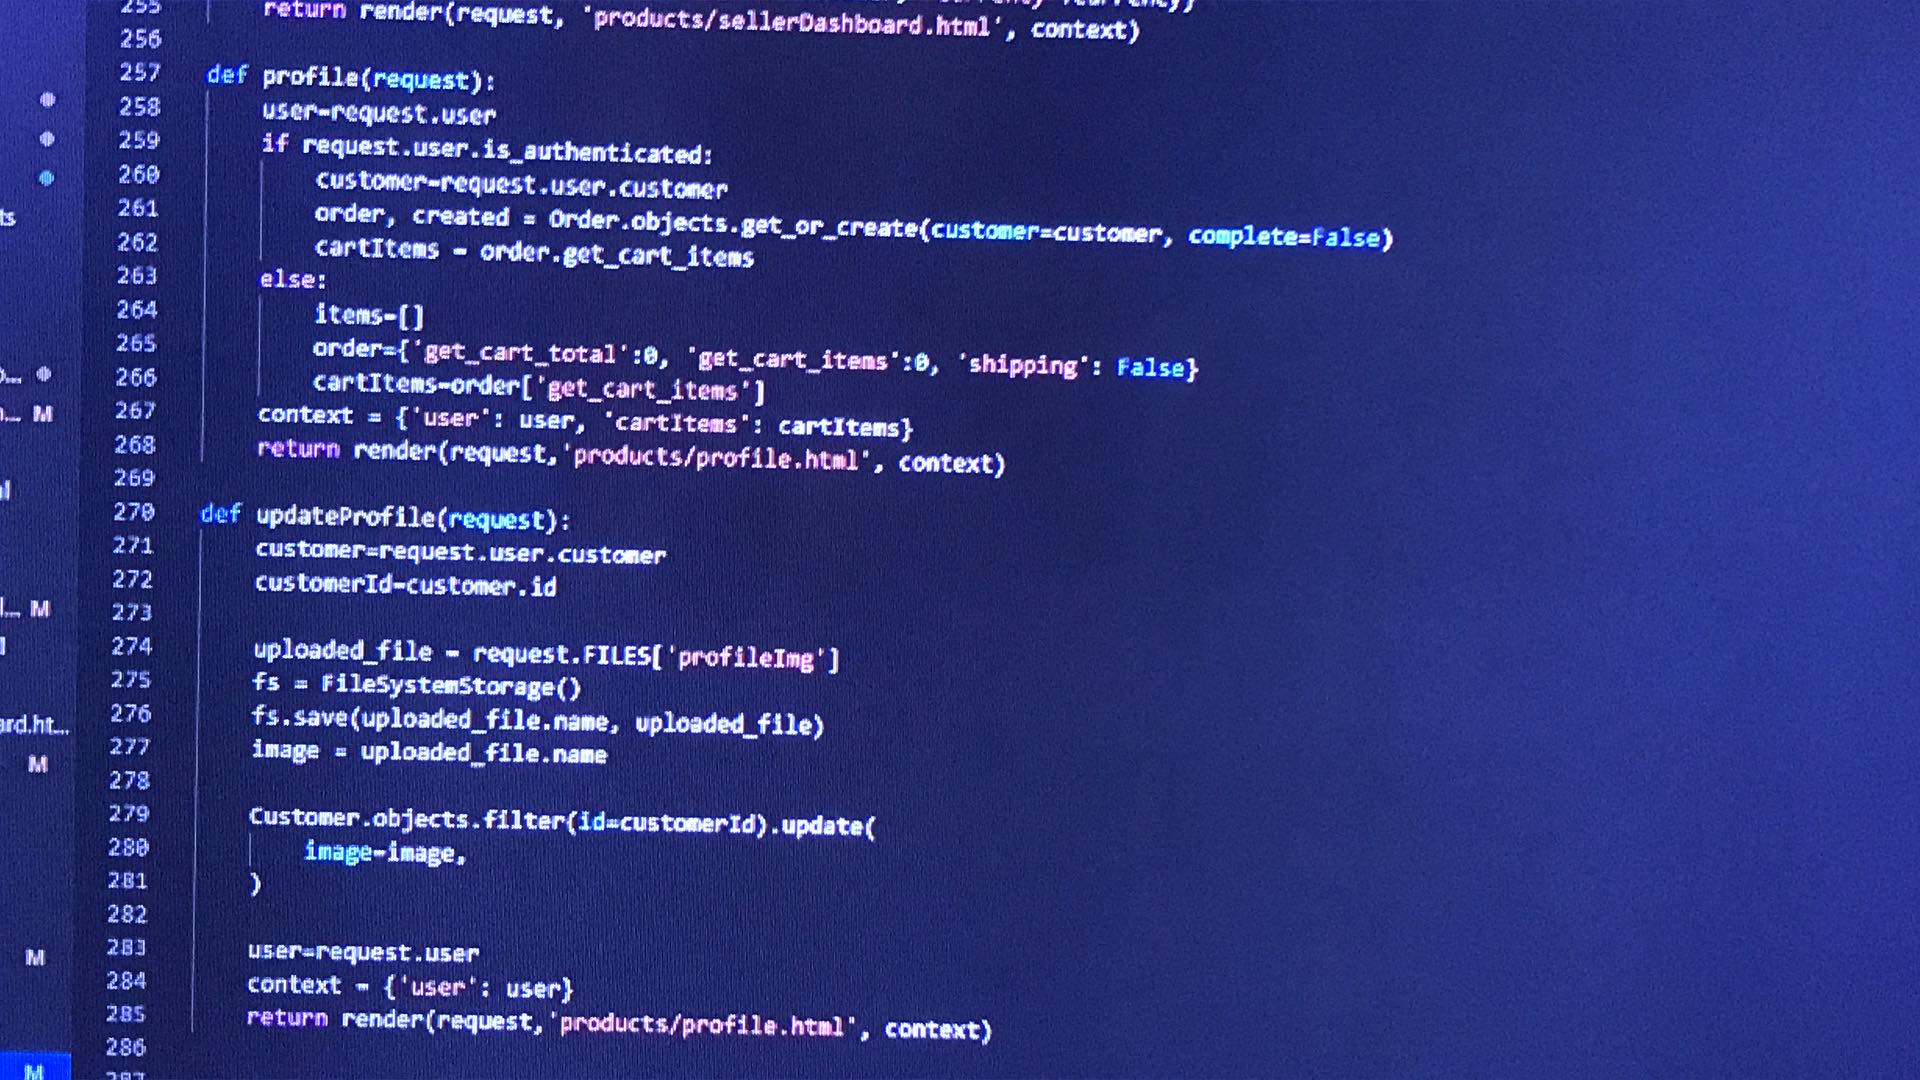 255 return render(request, 'products/sellerDashboard.html', context)
256
257 def profile(request):
258 user=request.user
259 if request.user.is_authenticated:
260 customer=request.user.customer
261 order, created = Order.objects.get_or_create(customer=customer, complete=False)
262 cartItems = order.get_cart_items
263 else:
264 items=[]
265 order={'get_cart_total':0, 'get_cart_items':0, 'shipping': False}
266 cartItems=order['get_cart_items']
267 context = {'user': user, 'cartItems': cartItems}
268 return render(request,'products/profile.html', context)
269
270 def updateProfile(request):
271 customer=request.user.customer
272 customerId=customer.id
273
274 uploaded_file = request.FILES['profileImg']
275 fs = FileSystemStorage()
276 fs.save(uploaded_file.name, uploaded_file)
277 image = uploaded_file.name
278
279 Customer.objects.filter(id=customerId).update(
280 image=image,
281 )
282
283 user=request.user
284 context = {'user': user}
285 return render(request,'products/profile.html', context)
286
ts
M
M
ard.ht...
M
M
M